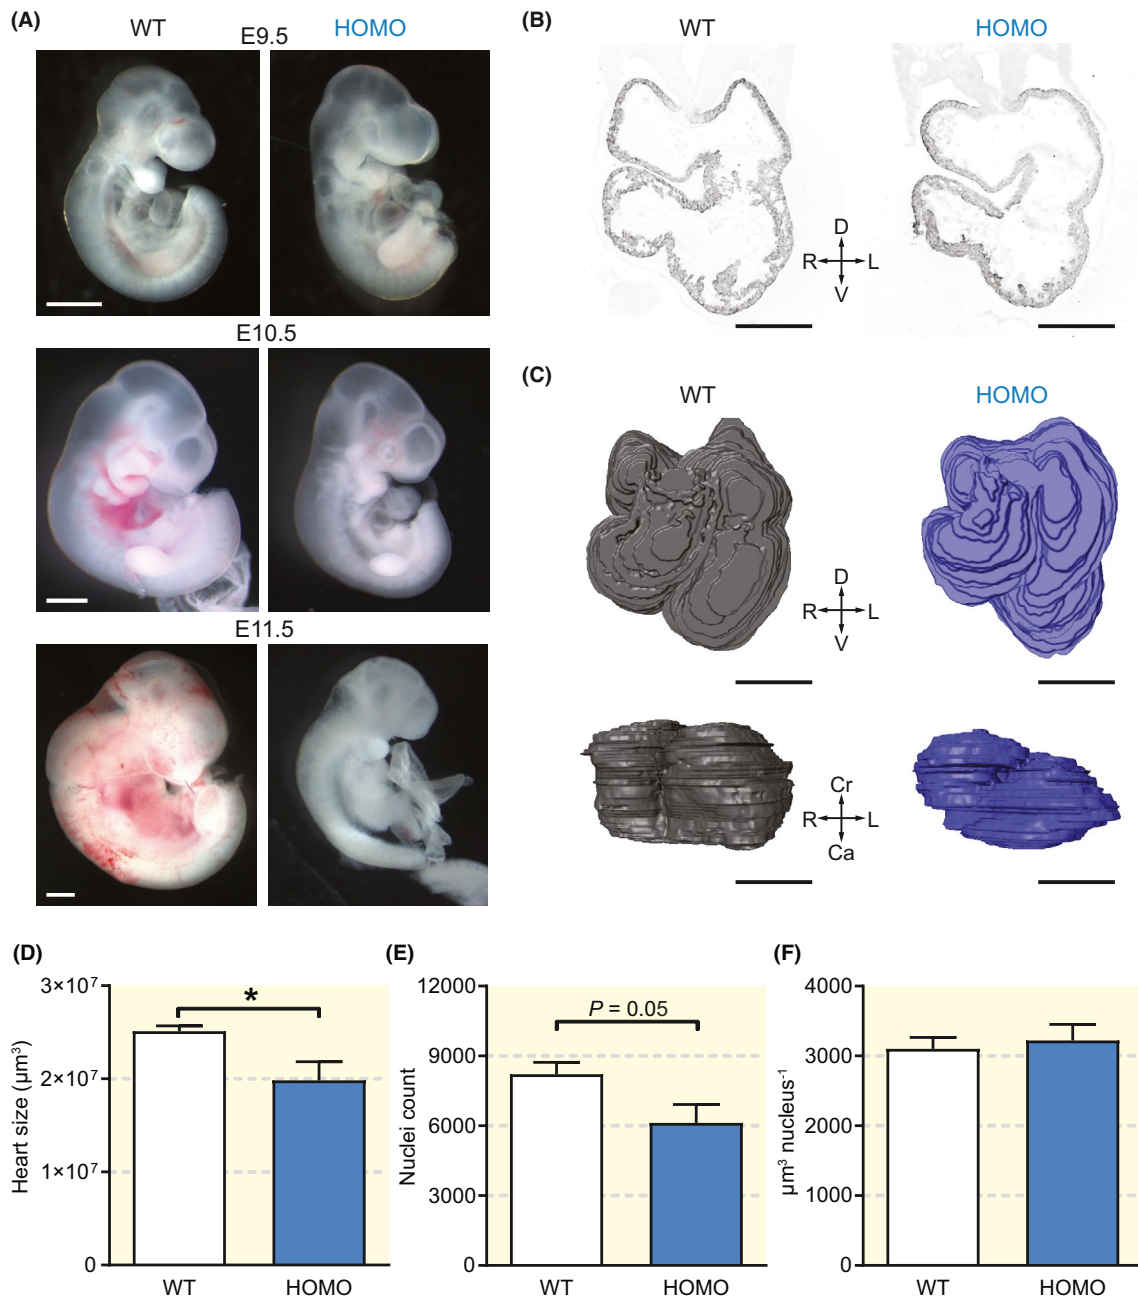 (A)
WT
HOMO
E9.5
E10.5
E11.5
(B)
WT
HOMO
D
R L
V
(C)
WT
HOMO
D
R L
V
Cr
R L
Ca
(D)
3×10⁷
2×10⁷
1×10⁷
0
Heart size (µm³)
*
WT HOMO
(E)
12000
9000
6000
3000
0
Nuclei count
P = 0.05
WT HOMO
(F)
4000
3000
2000
1000
0
µm³ nucleus⁻¹
WT HOMO